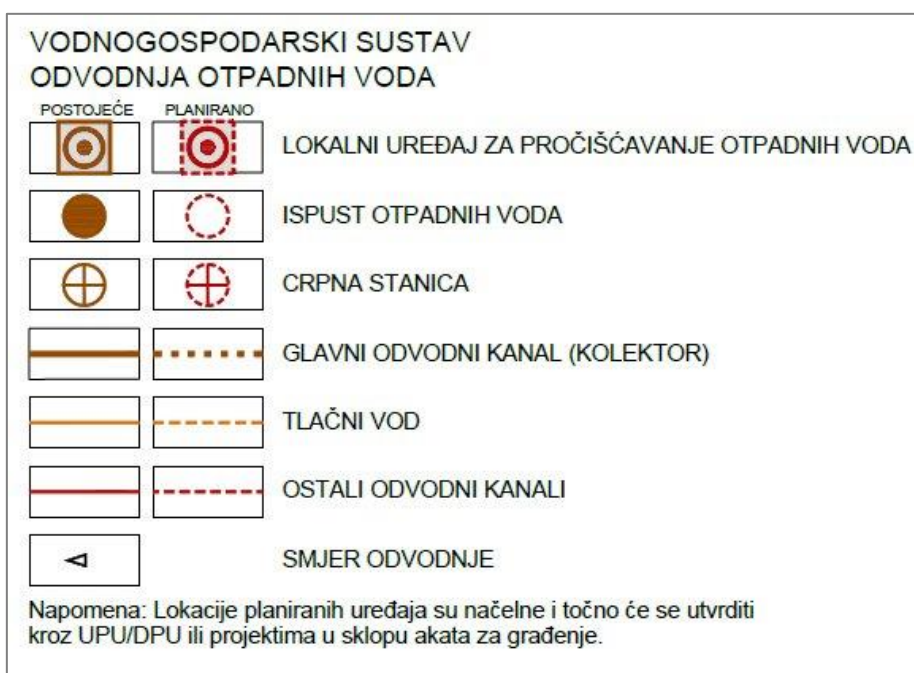 VODNOGOSPODARSKI SUSTAV
ODVODNJA OTPADNIH VODA
POSTOJEĆE PLANIRANO
LOKALNI UREĐAJ ZA PROČIŠĆAVANJE OTPADNIH VODA
ISPUST OTPADNIH VODA
CRPNA STANICA
GLAVNI ODVODNI KANAL (KOLEKTOR)
TLAČNI VOD
OSTALI ODVODNI KANALI
SMJER ODVODNJE
Napomena: Lokacije planiranih uređaja su načelne i točno će se utvrditi
kroz UPU/DPU ili projektima u sklopu akata za građenje.